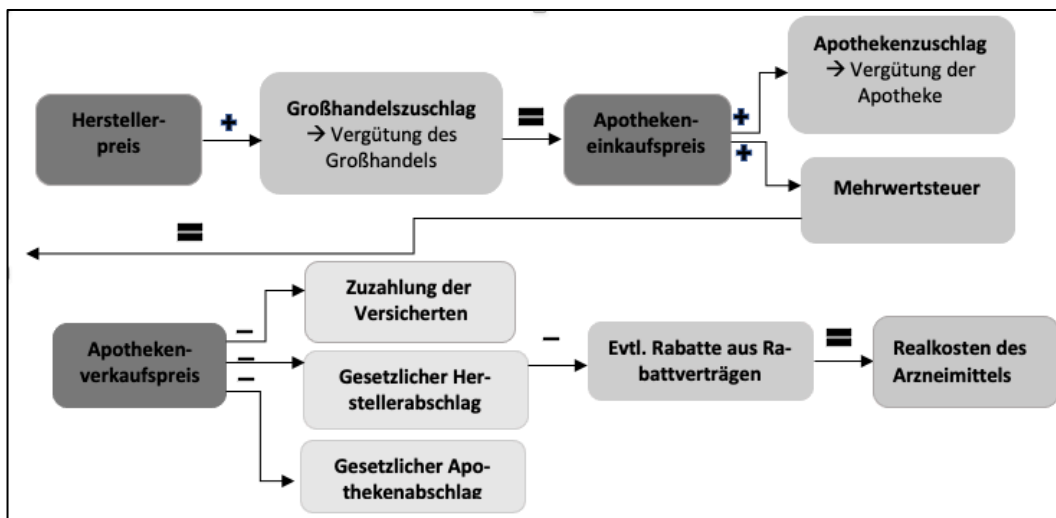 Hersteller-
preis
+
Großhandelszuschlag
→ Vergütung des
Großhandels
=
Apotheken-
einkaufspreis
+
+
Apothekenzuschlag
→ Vergütung der
Apotheke
Mehrwertsteuer
=
Apotheken-
verkaufspreis
–
–
–
Zuzahlung der
Versicherten
Gesetzlicher Her-
stellerabschlag
Gesetzlicher Apo-
thekenabschlag
–
Evtl. Rabatte aus Ra-
battverträgen
=
Realkosten des
Arzneimittels